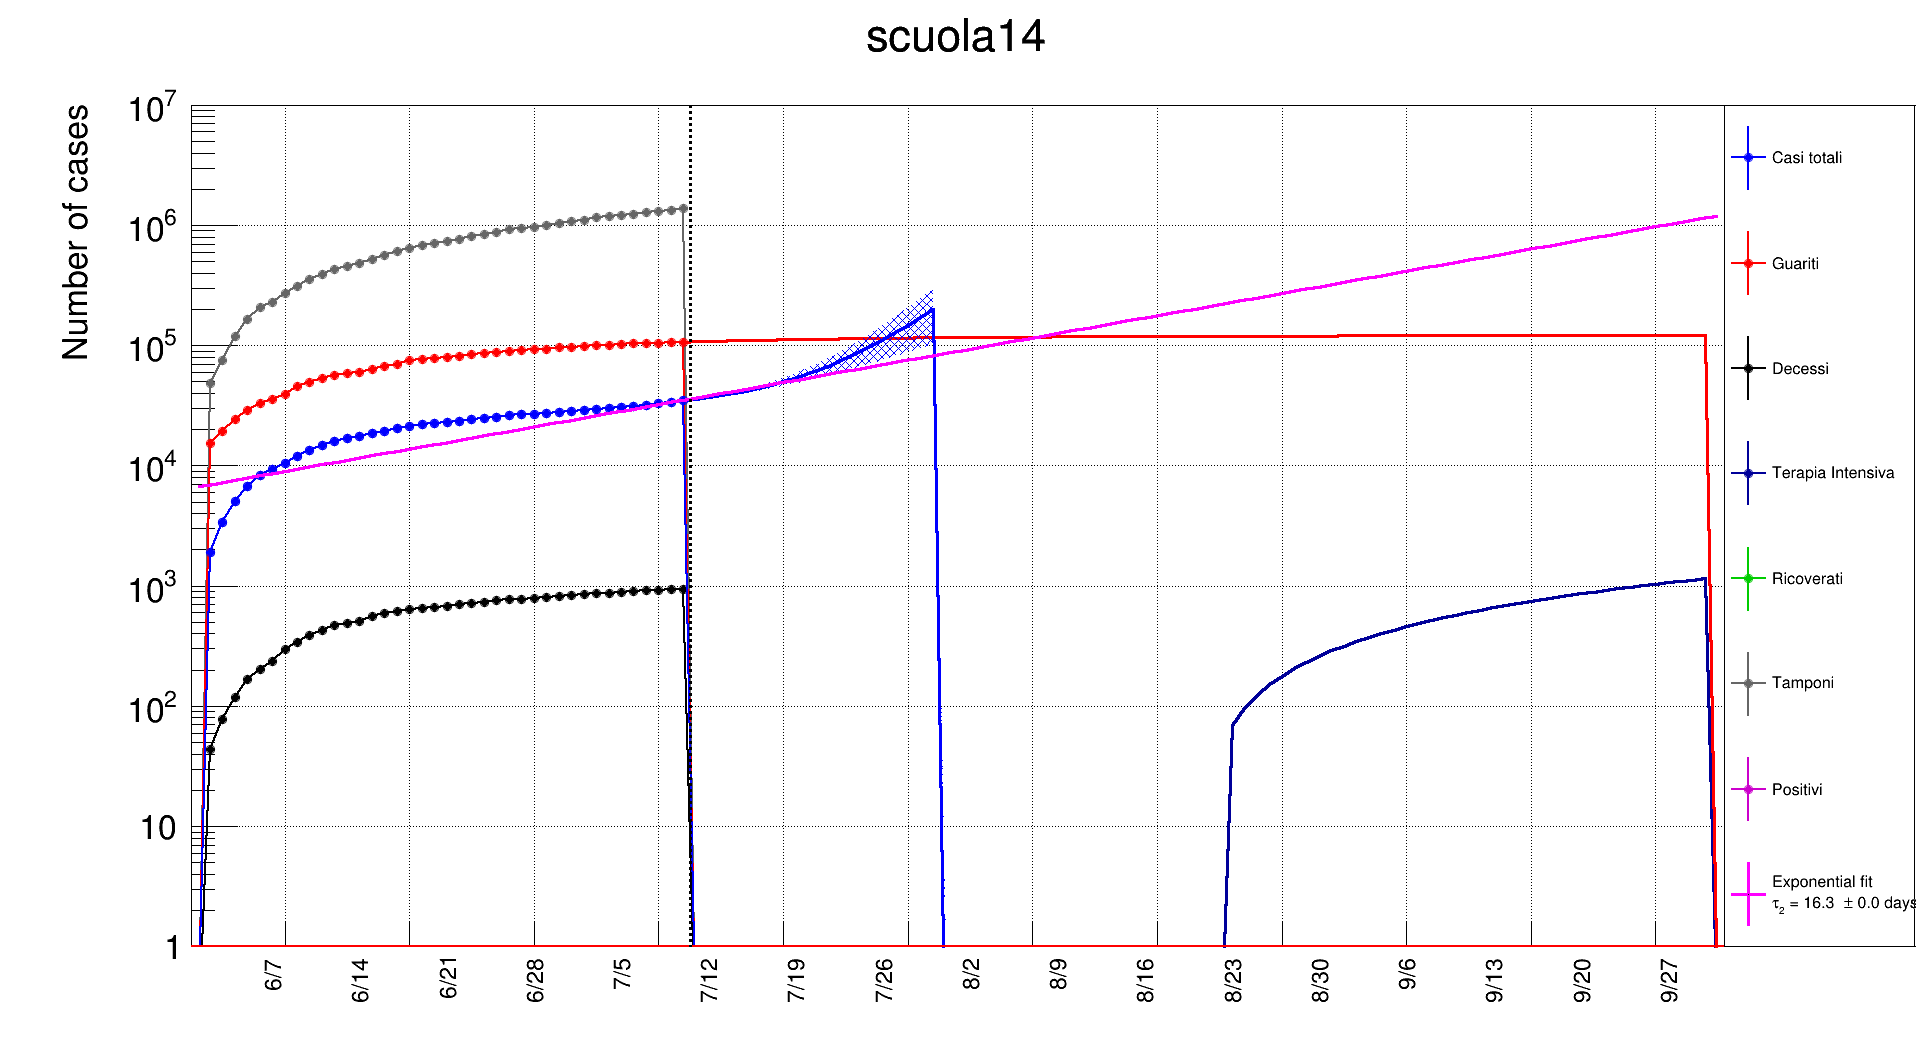 scuola14
Number of cases
10^7
10^6
10^5
10^4
10^3
10^2
10
1
6/7
6/14
6/21
6/28
7/5
7/12
7/19
7/26
8/2
8/9
8/16
8/23
8/30
9/6
9/13
9/20
9/27
Casi totali
Guariti
Decessi
Terapia Intensiva
Ricoverati
Tamponi
Positivi
Exponential fit
τ₂ = 16.3 ± 0.0 days